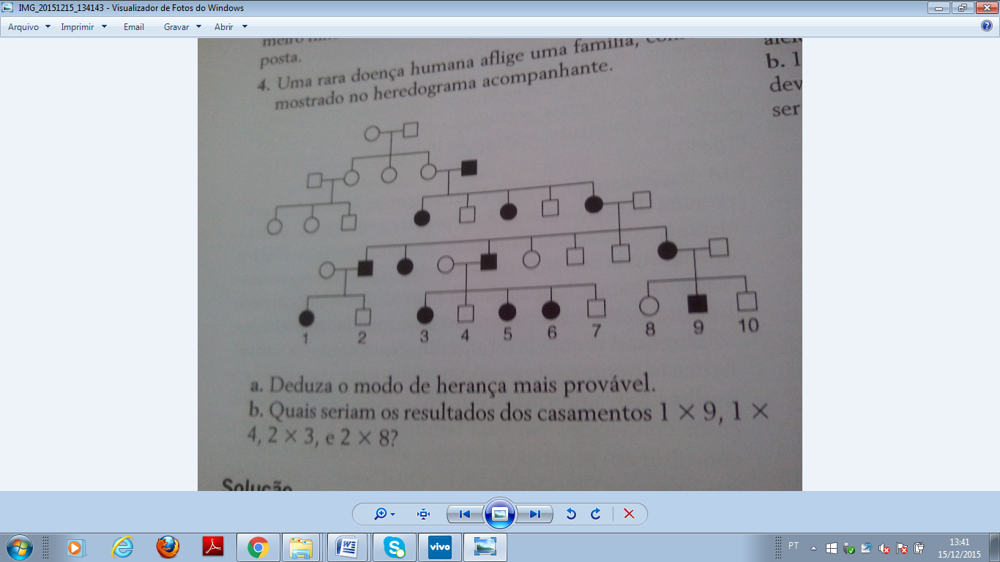 IMG_20151215_134143 - Visualizador de Fotos do Windows
Arquivo Imprimir Email Gravar Abrir
posta.
4. Uma rara doença humana aflige uma família,
mostrado no heredograma acompanhante.
b. 1
dev
ser
1 2 3 4 5 6 7 8 9 10
a. Deduza o modo de herança mais provável.
b. Quais seriam os resultados dos casamentos 1 × 9, 1 ×
4, 2 × 3, e 2 × 8?
Solução
vivo
PT
13:41
15/12/2015